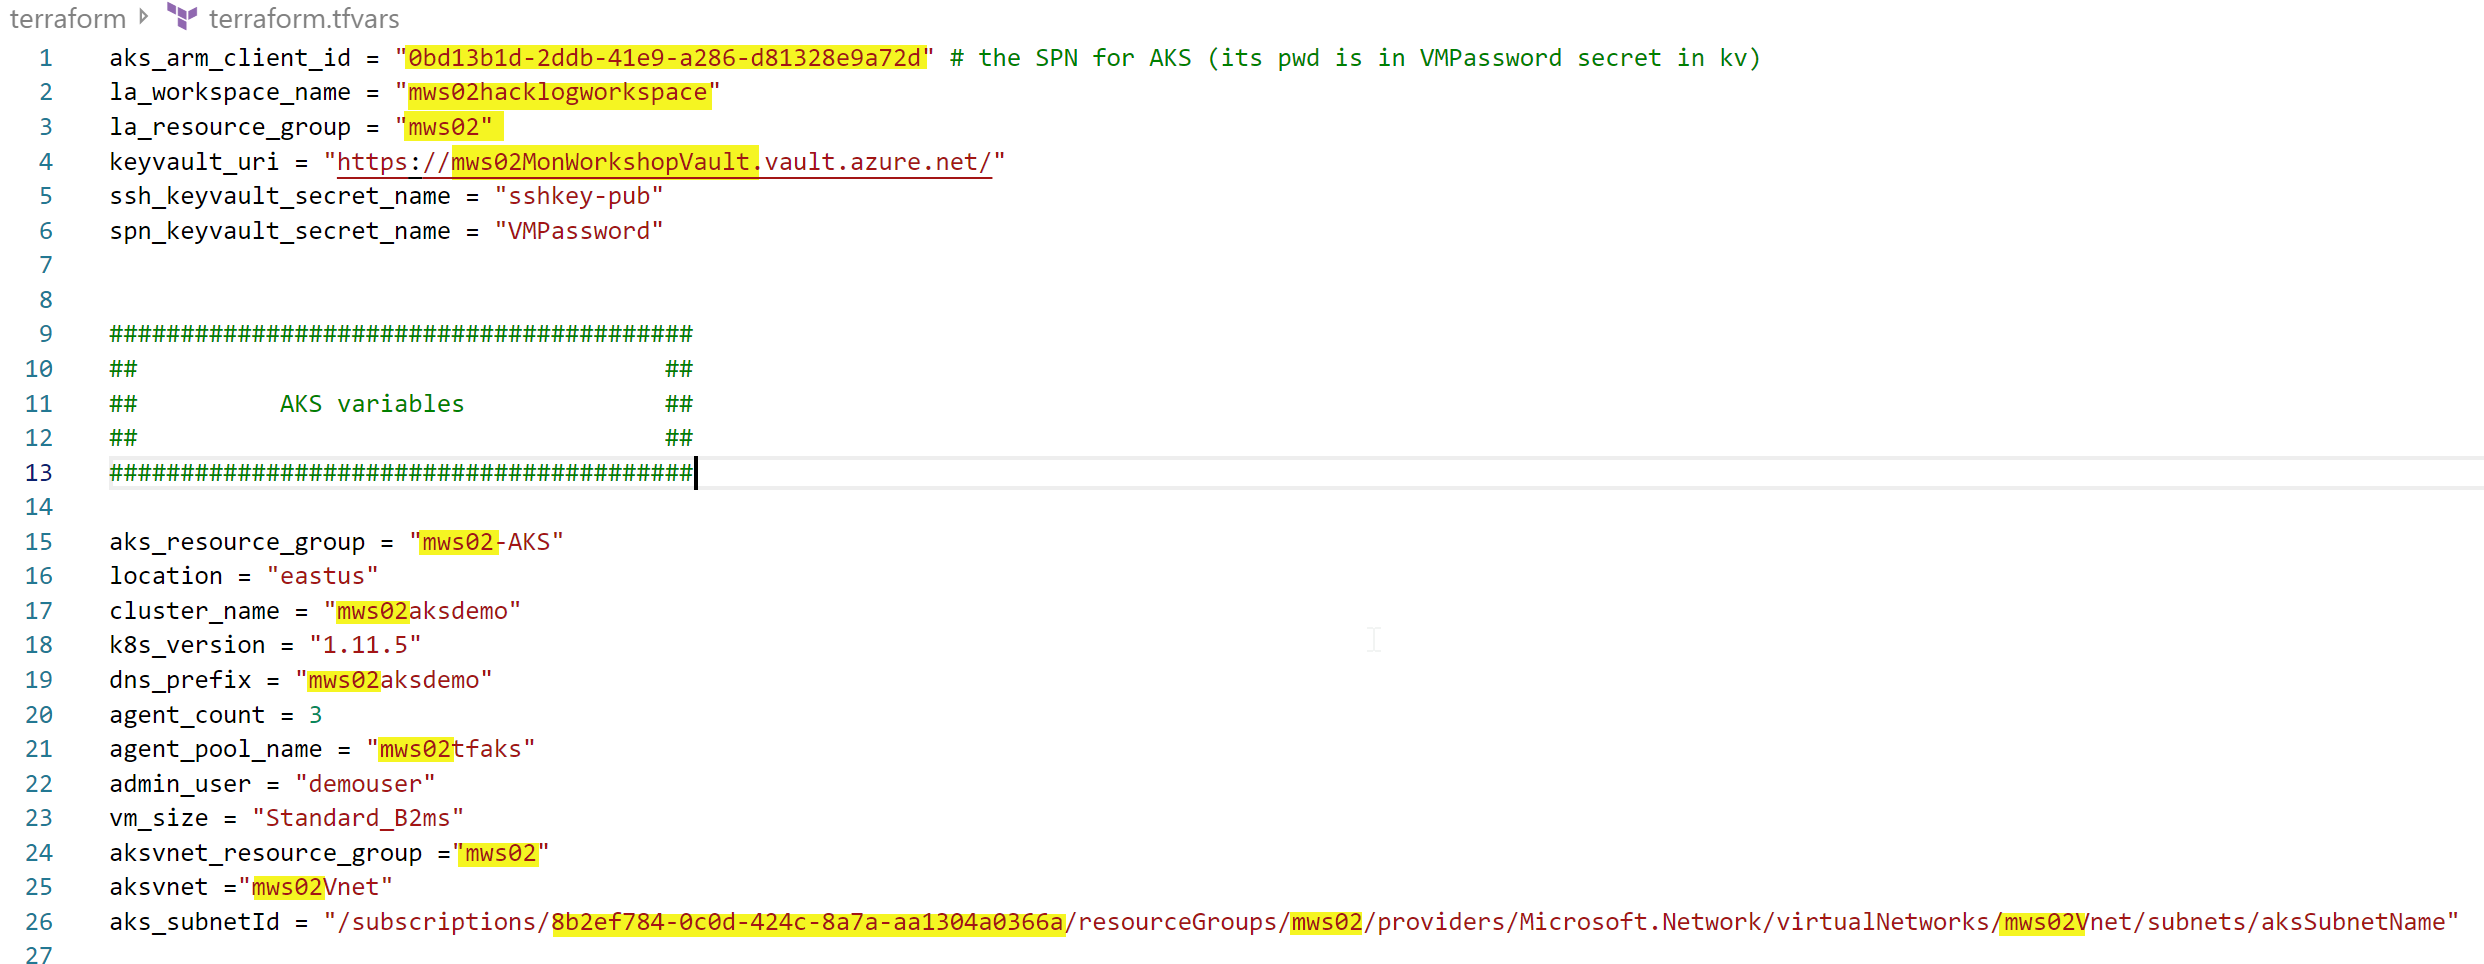 terraform terraform.tfvars
1 aks_arm_client_id = "0bd13b1d-2ddb-41e9-a286-d81328e9a72d" # the SPN for AKS (its pwd is in VMPassword secret in kv)
2 la_workspace_name = "mws02hacklogworkspace"
3 la_resource_group = "mws02"
4 keyvault_uri = "https://mws02MonWorkshopVault.vault.azure.net/"
5 ssh_keyvault_secret_name = "sshkey-pub"
6 spn_keyvault_secret_name = "VMPassword"
7
8
9 #########################################
10 ##                                     ##
11 ##          AKS variables              ##
12 ##                                     ##
13 #########################################
14
15 aks_resource_group = "mws02-AKS"
16 location = "eastus"
17 cluster_name = "mws02aksdemo"
18 k8s_version = "1.11.5"
19 dns_prefix = "mws02aksdemo"
20 agent_count = 3
21 agent_pool_name = "mws02tfaks"
22 admin_user = "demouser"
23 vm_size = "Standard_B2ms"
24 aksvnet_resource_group ="mws02"
25 aksvnet ="mws02Vnet"
26 aks_subnetId = "/subscriptions/8b2ef784-0c0d-424c-8a7a-aa1304a0366a/resourceGroups/mws02/providers/Microsoft.Network/virtualNetworks/mws02Vnet/subnets/aksSubnetName"
27